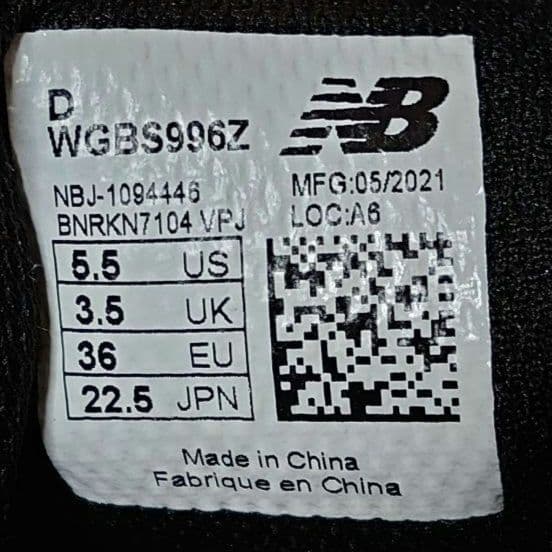 D
WGBS996Z
NB
NBJ-1094446
MFG:05/2021
BNRKN7104 VPJ
LOC:A6
5.5 US
3.5 UK
36 EU
22.5 JPN
Made in China
Fabrique en China